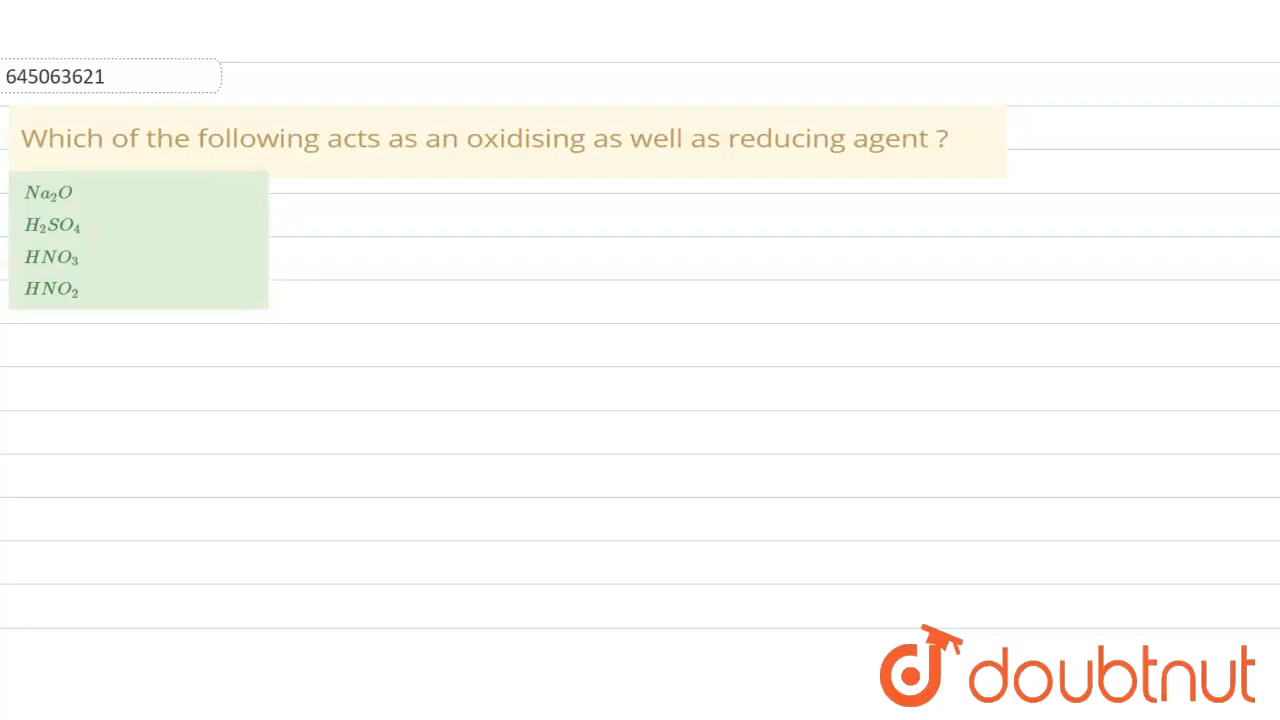 645063621
Which of the following acts as an oxidising as well as reducing agent ?
Na₂O
H₂SO₄
HNO₃
HNO₂
doubtnut